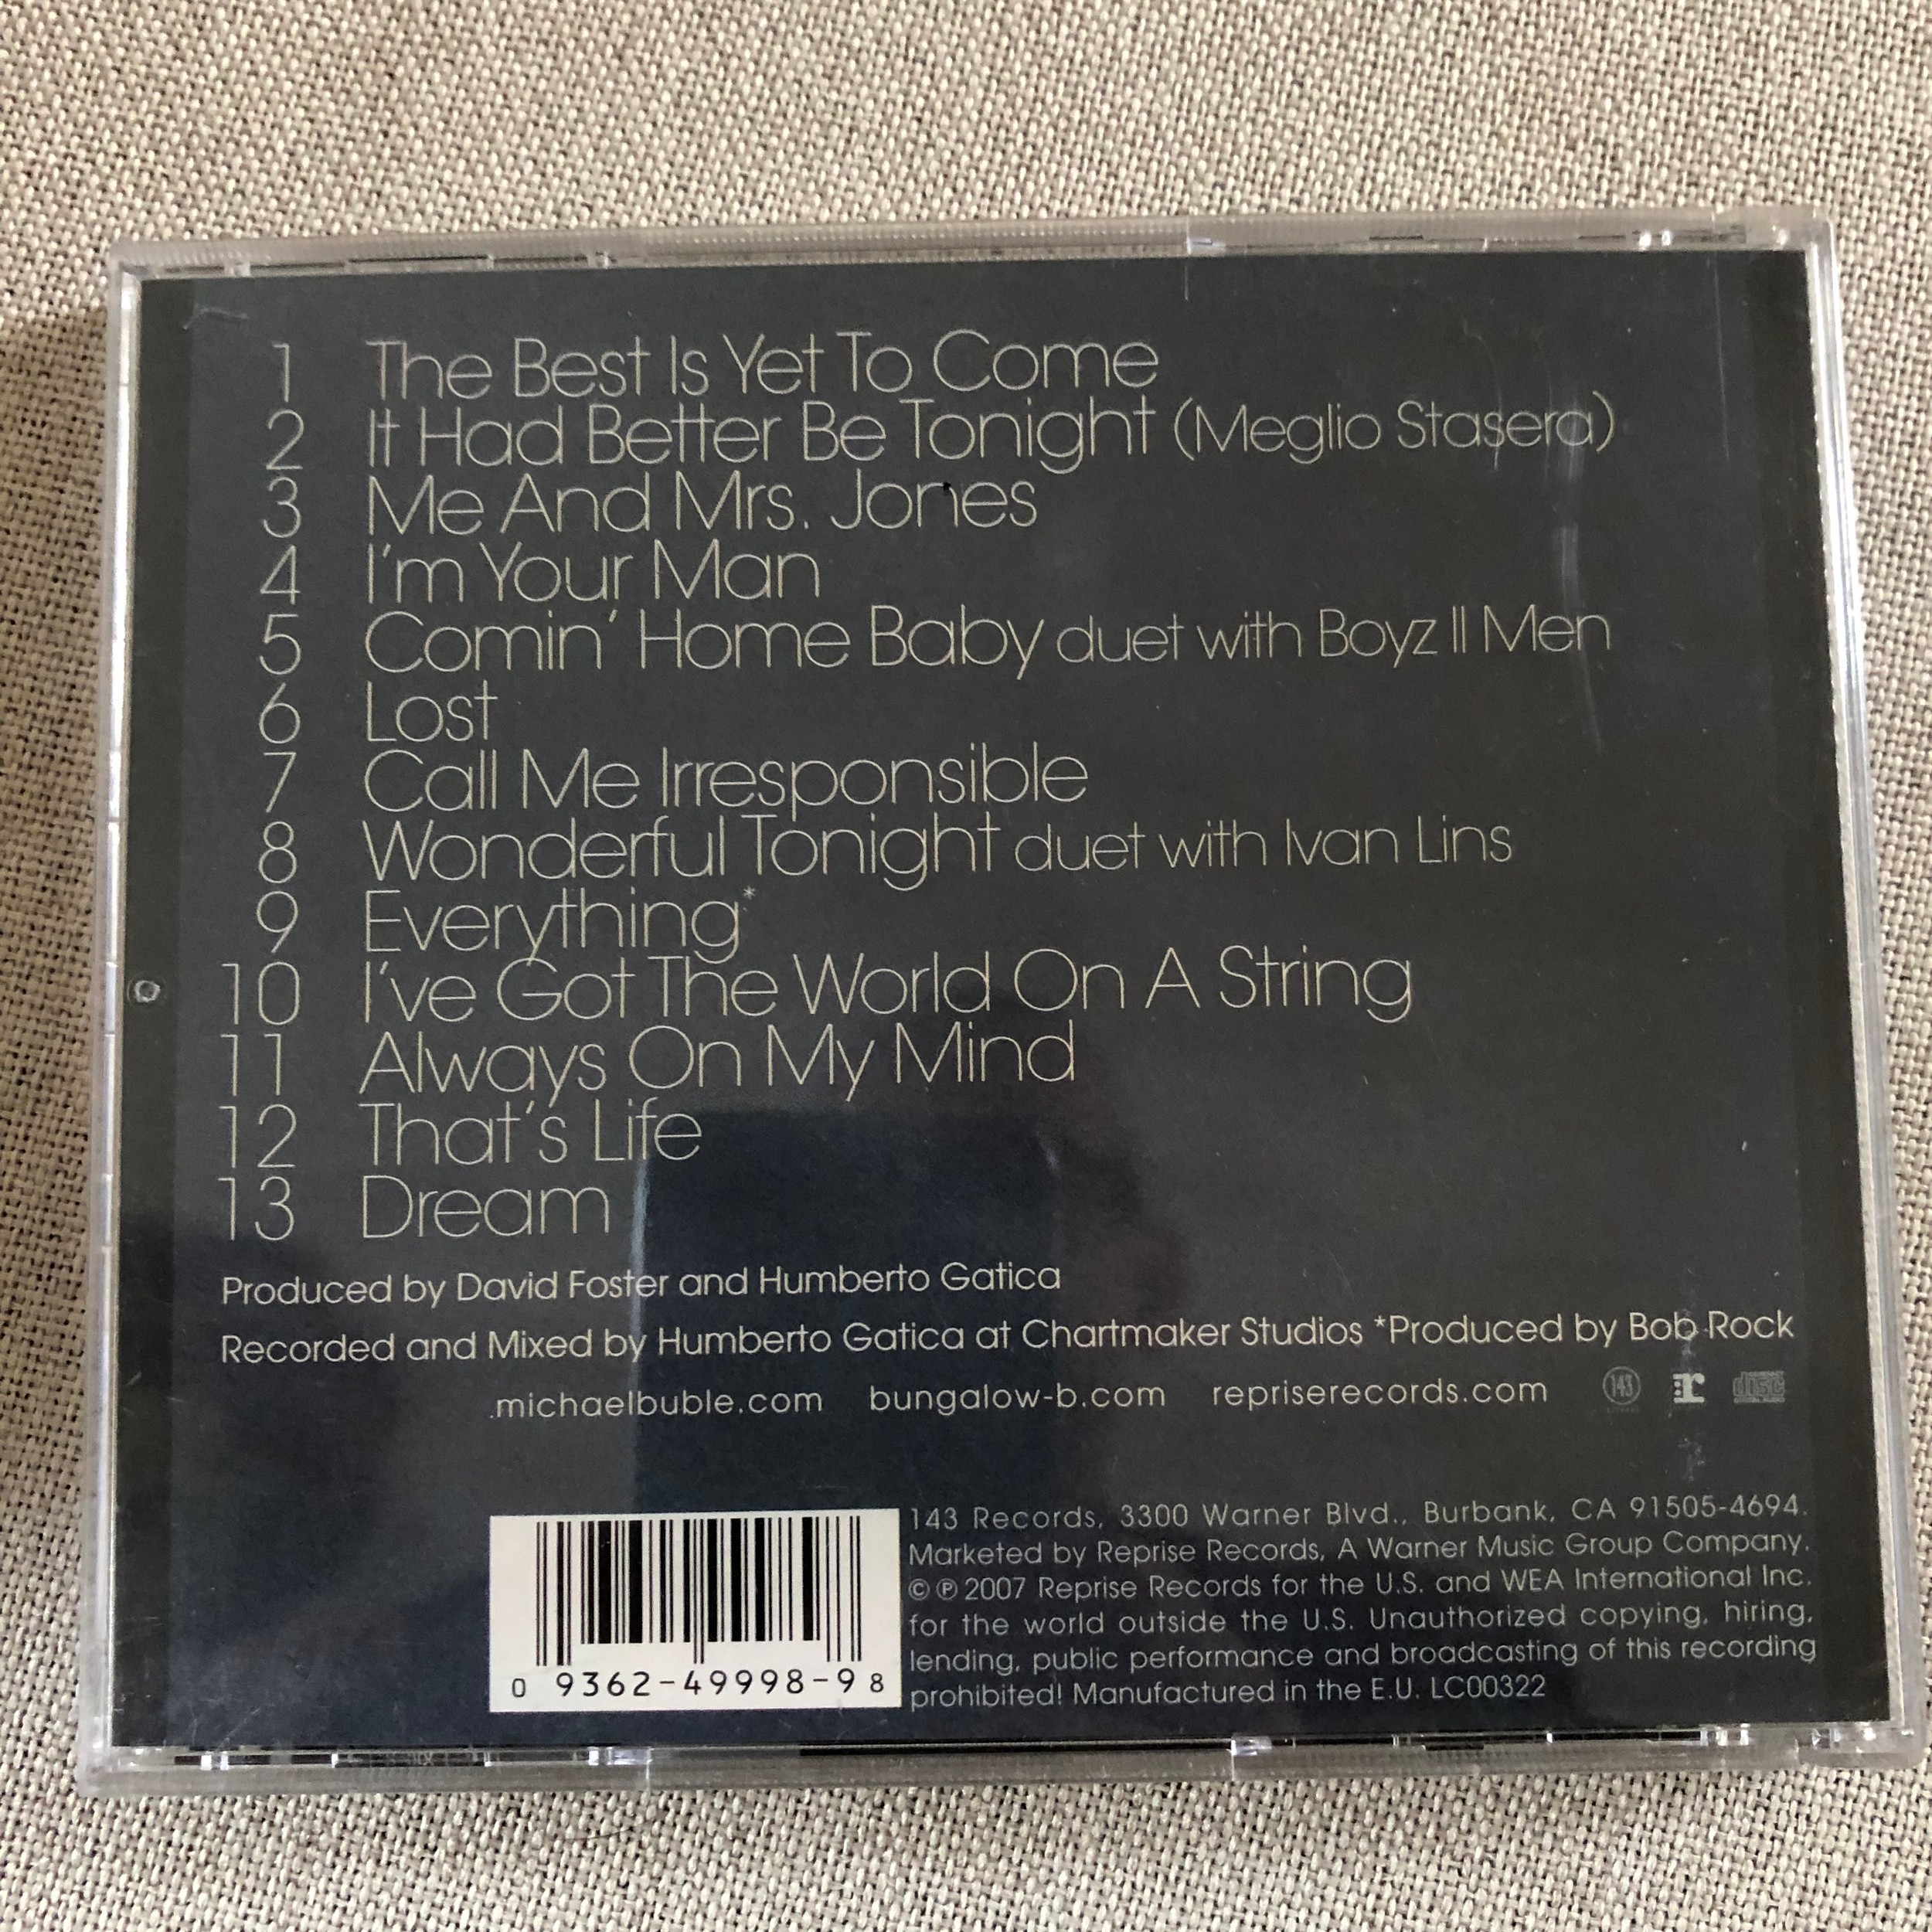 1 The Best Is Yet To Come
2 It Had Better Be Tonight (Meglio Stasera)
3 Me And Mrs. Jones
4 I'm Your Man
5 Comin' Home Baby duet with Boyz II Men
6 Lost
7 Call Me Irresponsible
8 Wonderful Tonight duet with Ivan Lins
9 Everything*
10 I've Got The World On A String
11 Always On My Mind
12 That's Life
13 Dream
Produced by David Foster and Humberto Gatica
Recorded and Mixed by Humberto Gatica at Chartmaker Studios *Produced by Bob Rock
.michaelbuble.com bungalow-b.com repriserecords.com 143 r disc
143 Records, 3300 Warner Blvd., Burbank, CA 91505-4694.
Marketed by Reprise Records, A Warner Music Group Company.
© ℗ 2007 Reprise Records for the U.S. and WEA International Inc.
for the world outside the U.S. Unauthorized copying, hiring,
lending, public performance and broadcasting of this recording
prohibited! Manufactured in the E.U. LC00322
0 9362-49998-9 8